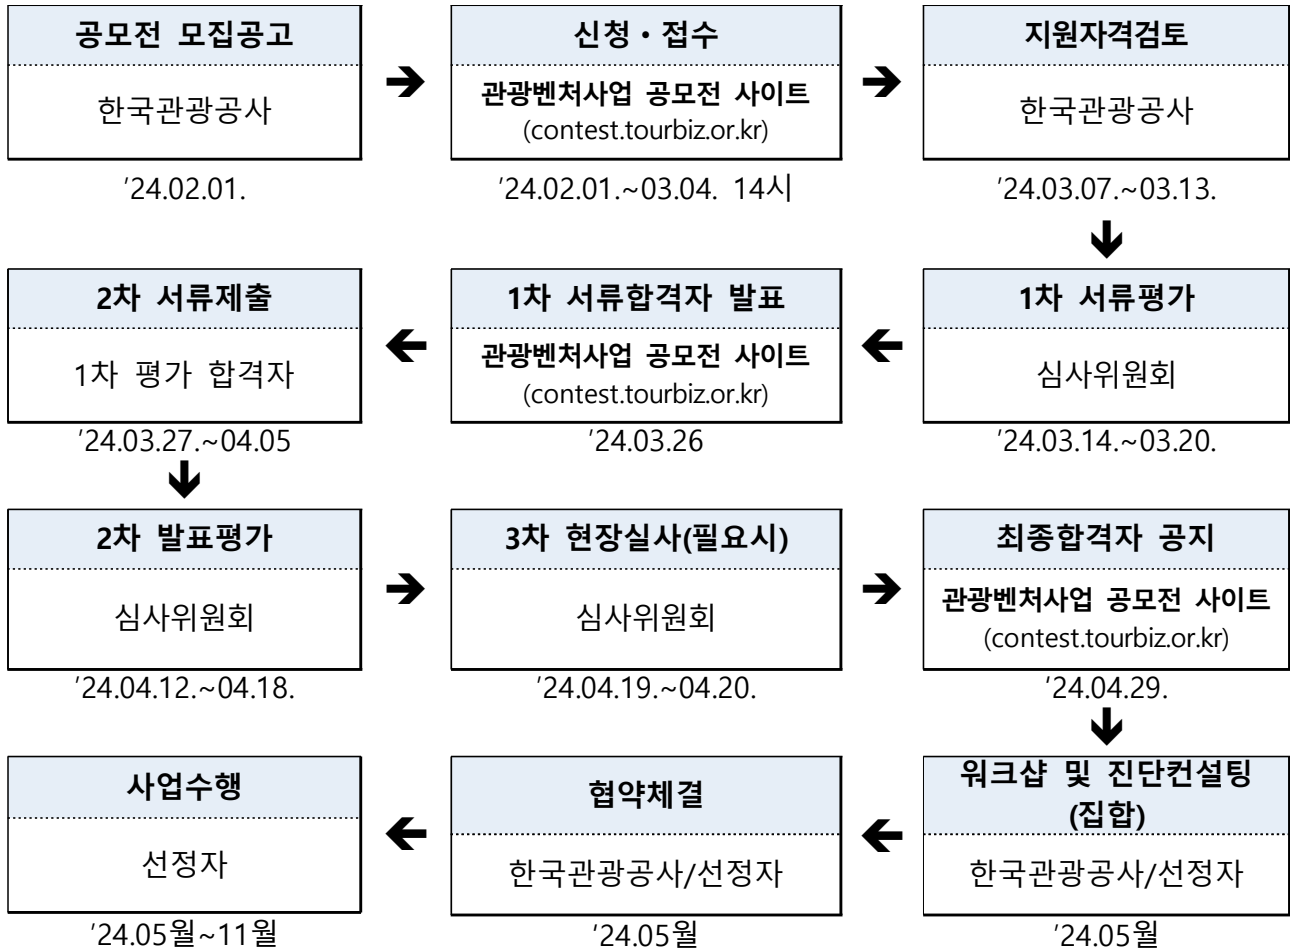 공모전 모집공고
한국관광공사
'24.02.01.
신청・접수
관광벤처사업 공모전 사이트
(contest.tourbiz.or.kr)
'24.02.01.~03.04. 14시
지원자격검토
한국관광공사
'24.03.07.~03.13.
1차 서류평가
심사위원회
'24.03.14.~03.20.
1차 서류합격자 발표
관광벤처사업 공모전 사이트
(contest.tourbiz.or.kr)
'24.03.26
2차 서류제출
1차 평가 합격자
'24.03.27.~04.05
2차 발표평가
심사위원회
'24.04.12.~04.18.
3차 현장실사(필요시)
심사위원회
'24.04.19.~04.20.
최종합격자 공지
관광벤처사업 공모전 사이트
(contest.tourbiz.or.kr)
'24.04.29.
워크샵 및 진단컨설팅
(집합)
한국관광공사/선정자
'24.05월
협약체결
한국관광공사/선정자
'24.05월
사업수행
선정자
'24.05월~11월